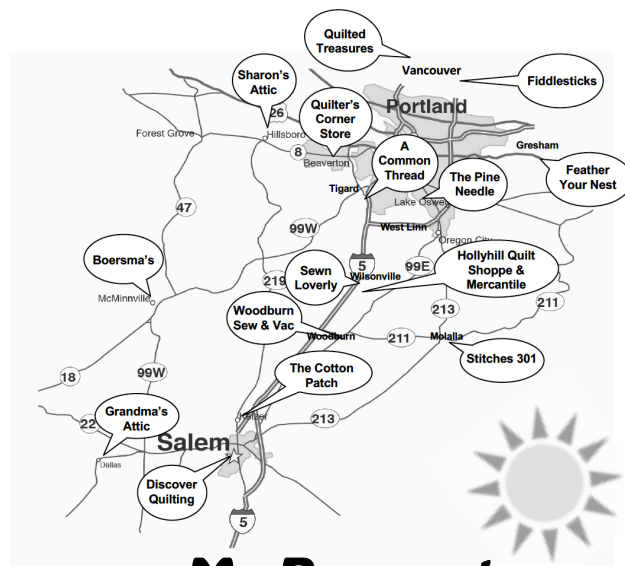 Quilted
Treasures
Vancouver
Fiddlesticks
Sharon's
Attic
26
Hillsboro
Forest Grove
Quilter's
Corner
Store
Portland
8
Beaverton
A
Common
Thread
Gresham
Feather
Your Nest
Tigard
The Pine
Needle
Lake Oswe
47
99W
West Linn
Oregon City
Boersma's
McMinnville
219
Sewn
Loverly
5
Wilsonville
99E
Hollyhill Quilt
Shoppe &
Mercantile
213
211
Woodburn
Sew & Vac
Woodburn
211
Molalla
Stitches 301
18
99W
The Cotton
Patch
213
22
Grandma's
Attic
Salem
Dallas
Discover
Quilting
5